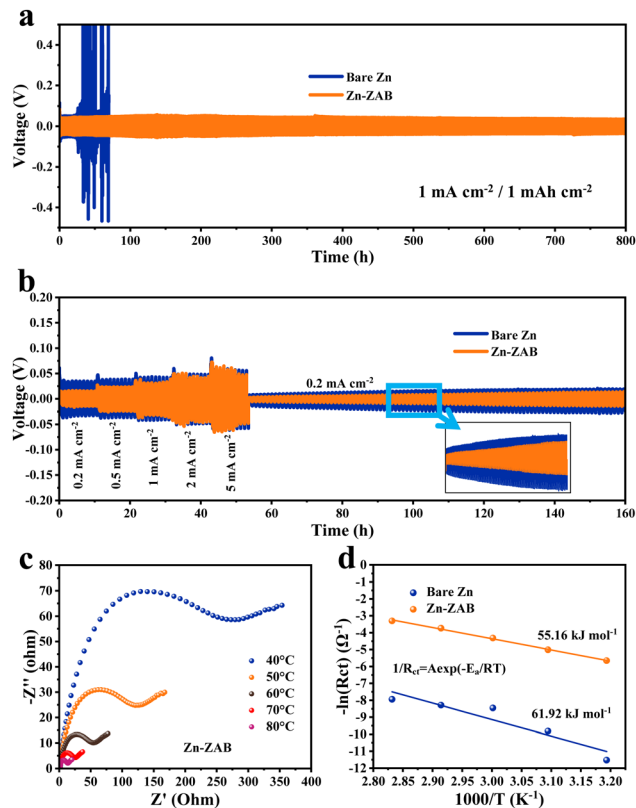 a
0.4
0.2
0.0
-0.2
-0.4
Voltage (V)
Bare Zn
Zn-ZAB
1 mA cm⁻² / 1 mAh cm⁻²
0 100 200 300 400 500 600 700 800
Time (h)
b
0.20
0.15
0.10
0.05
0.00
-0.05
-0.10
-0.15
-0.20
Voltage (V)
Bare Zn
Zn-ZAB
0.2 mA cm⁻²
0.2 mA cm⁻²
0.5 mA cm⁻²
1 mA cm⁻²
2 mA cm⁻²
5 mA cm⁻²
0 20 40 60 80 100 120 140 160
Time (h)
c
80
70
60
50
40
30
20
10
0
-Z'' (ohm)
40°C
50°C
60°C
70°C
80°C
Zn-ZAB
0 50 100 150 200 250 300 350 400
Z' (Ohm)
d
0
-1
-2
-3
-4
-5
-6
-7
-8
-9
-10
-11
-12
-ln(Rct) (Ω⁻¹)
Bare Zn
Zn-ZAB
55.16 kJ mol⁻¹
1/Rct=Aexp(-Ea/RT)
61.92 kJ mol⁻¹
2.80 2.85 2.90 2.95 3.00 3.05 3.10 3.15 3.20
1000/T (K⁻¹)